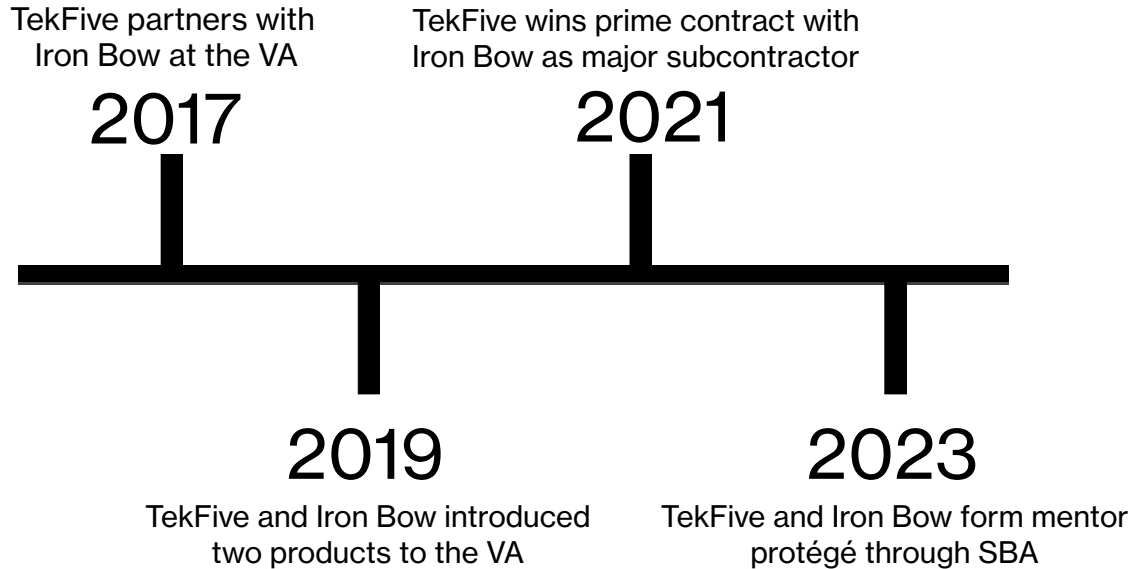 TekFive partners with
Iron Bow at the VA
2017
TekFive wins prime contract with
Iron Bow as major subcontractor
2021
2019
TekFive and Iron Bow introduced
two products to the VA
2023
TekFive and Iron Bow form mentor
protégé through SBA